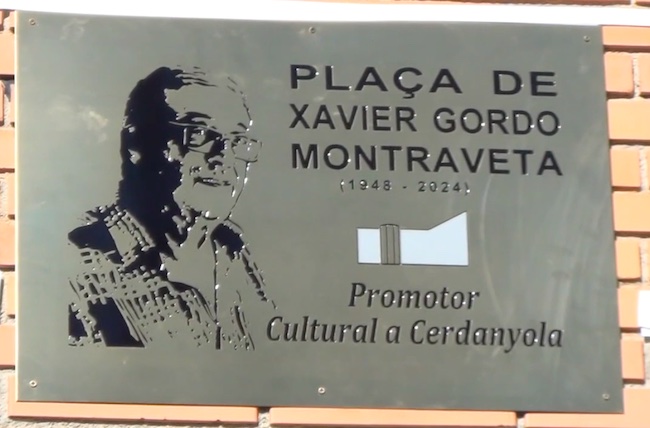 PLAÇA DE
XAVIER GORDO
MONTRAVETA
(1948 - 2024)
Promotor
Cultural a Cerdanyola